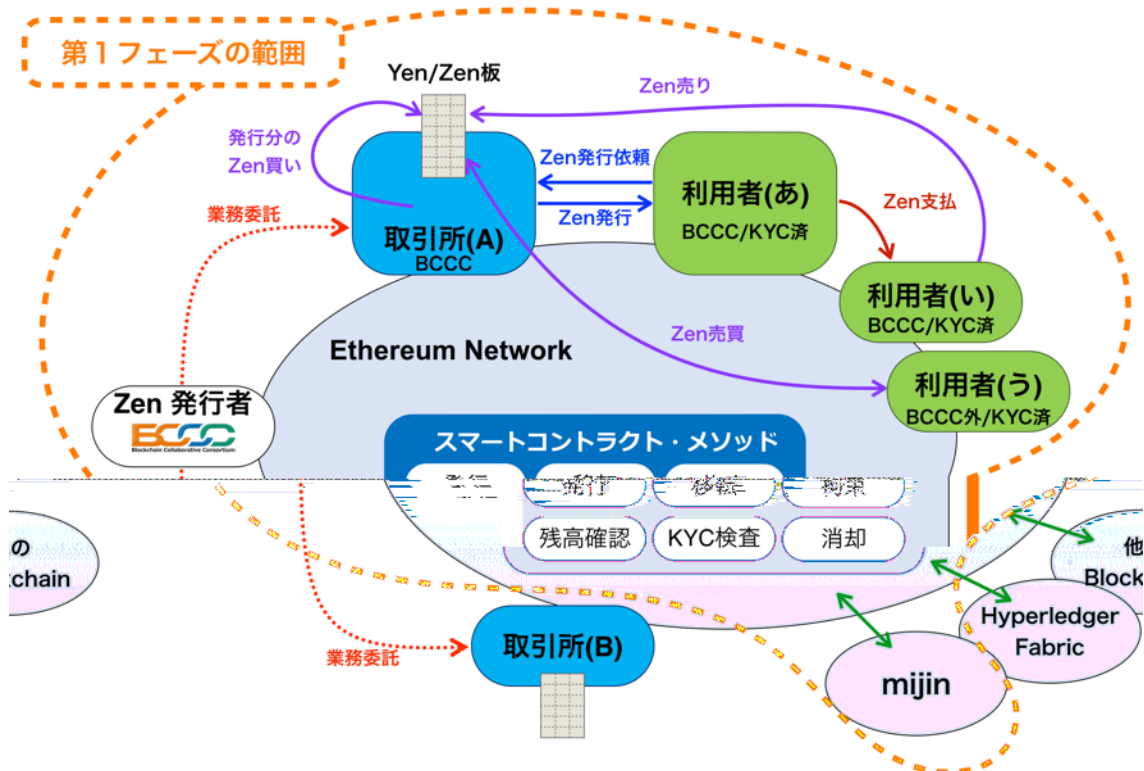 第1フェーズの範囲
Yen/Zen板
Zen売り
発行分の
Zen買い
Zen発行依頼
Zen発行
業務委託
取引所(A)
BCCC
利用者(あ)
BCCC/KYC済
Zen支払
利用者(い)
BCCC/KYC済
Zen売買
Ethereum Network
利用者(う)
BCCC外/KYC済
Zen 発行者
BCCC
Blockchain Collaborative Consortium
スマートコントラクト・メソッド
残高確認
KYC検査
消却
の
chain
他
Block
Hyperledger
Fabric
mijin
業務委託
取引所(B)